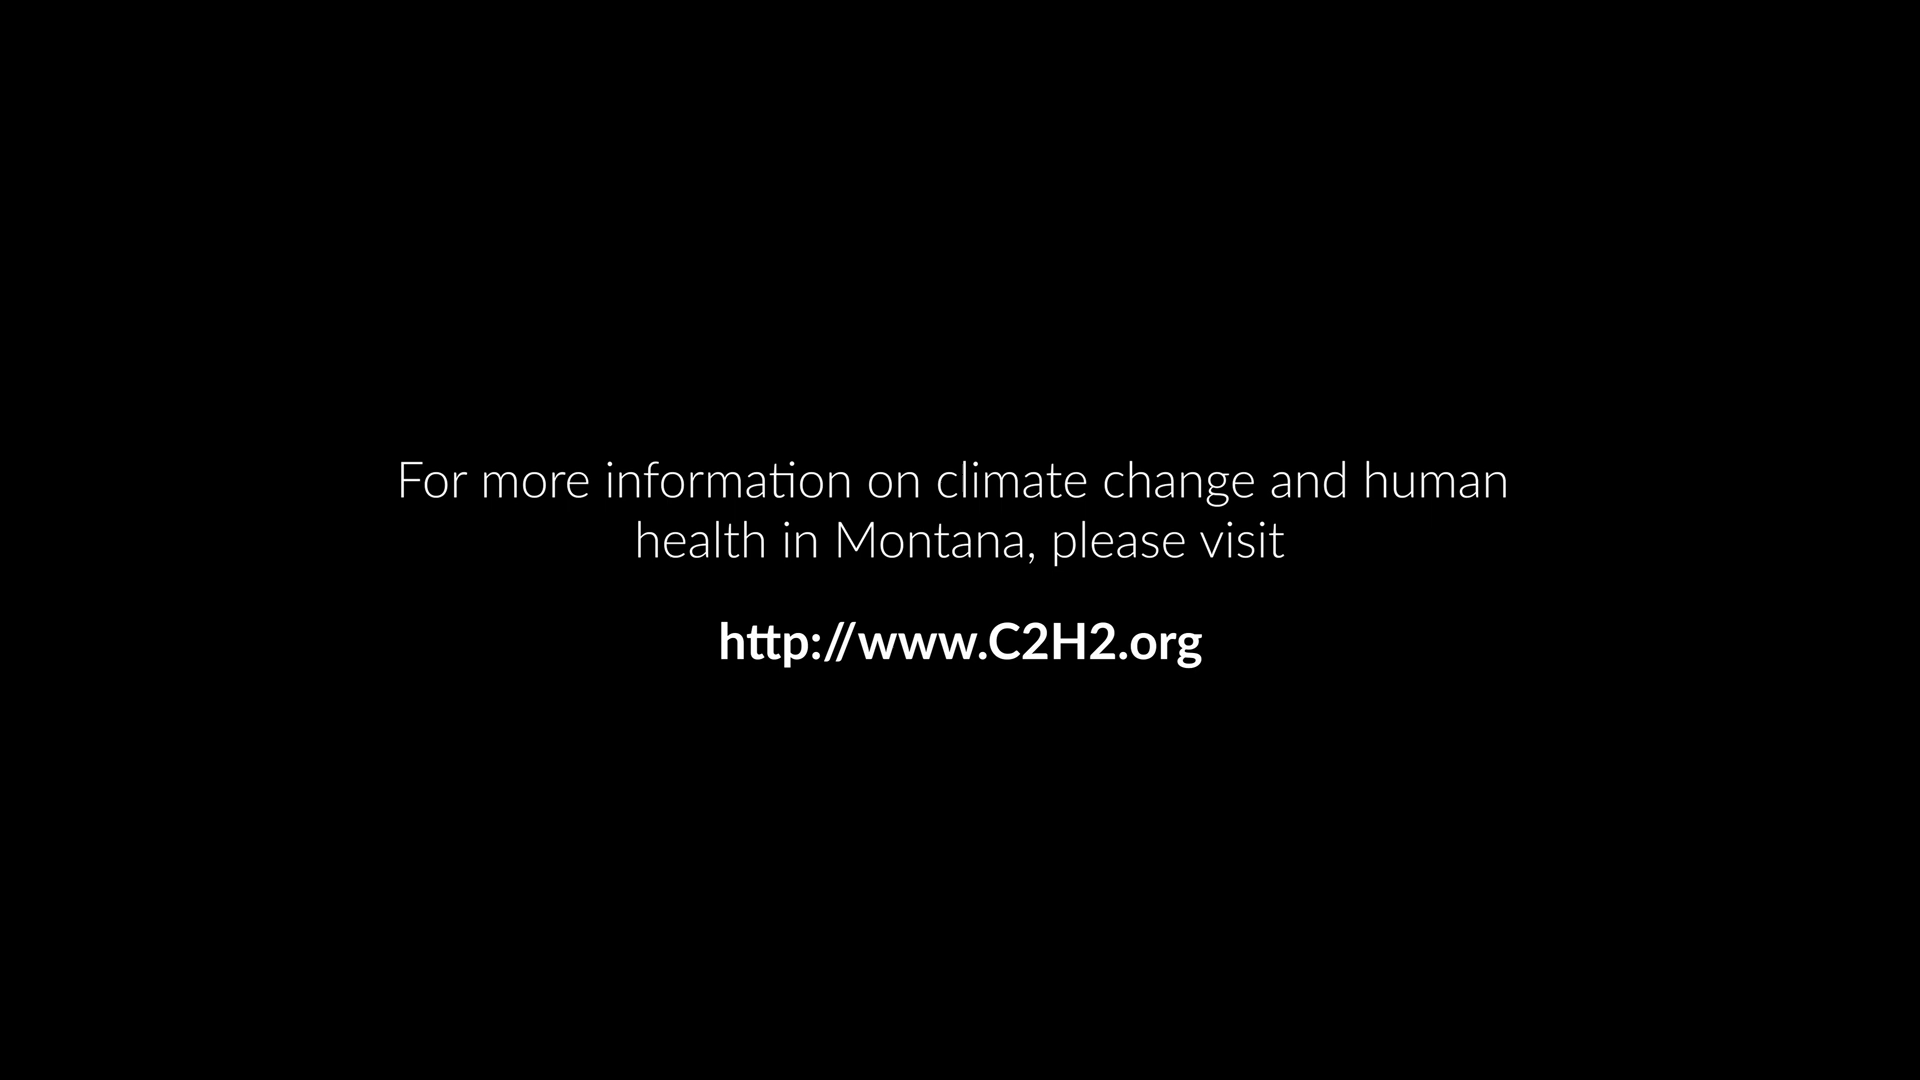 For more information on climate change and human
health in Montana, please visit
http://www.C2H2.org